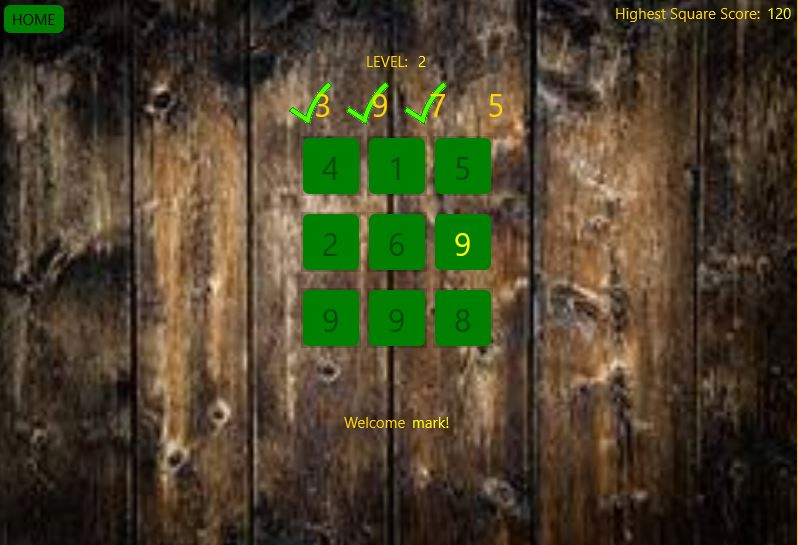 HOME
Highest Square Score: 120
LEVEL: 2
3 9 7 5
4 1 5
2 6 9
9 9 8
Welcome mark!